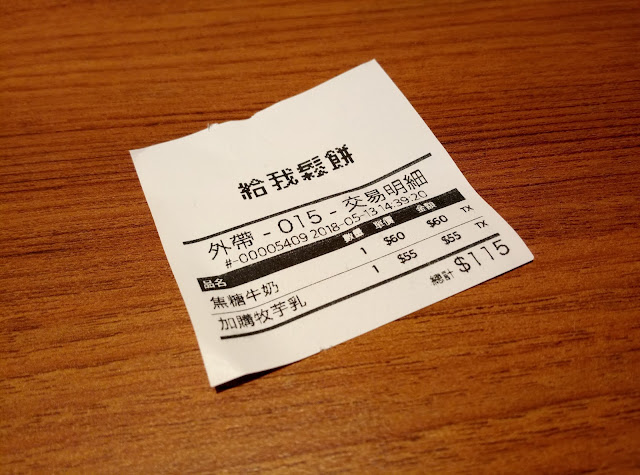 給我鬆餅
外帶 - 015 - 交易明細
#-00005409 2018-05-13 14:39:20
品名 數量 單價 金額
焦糖牛奶 1 $60 $60 TX
加購牧芋乳 1 $55 $55 TX
總計 $115